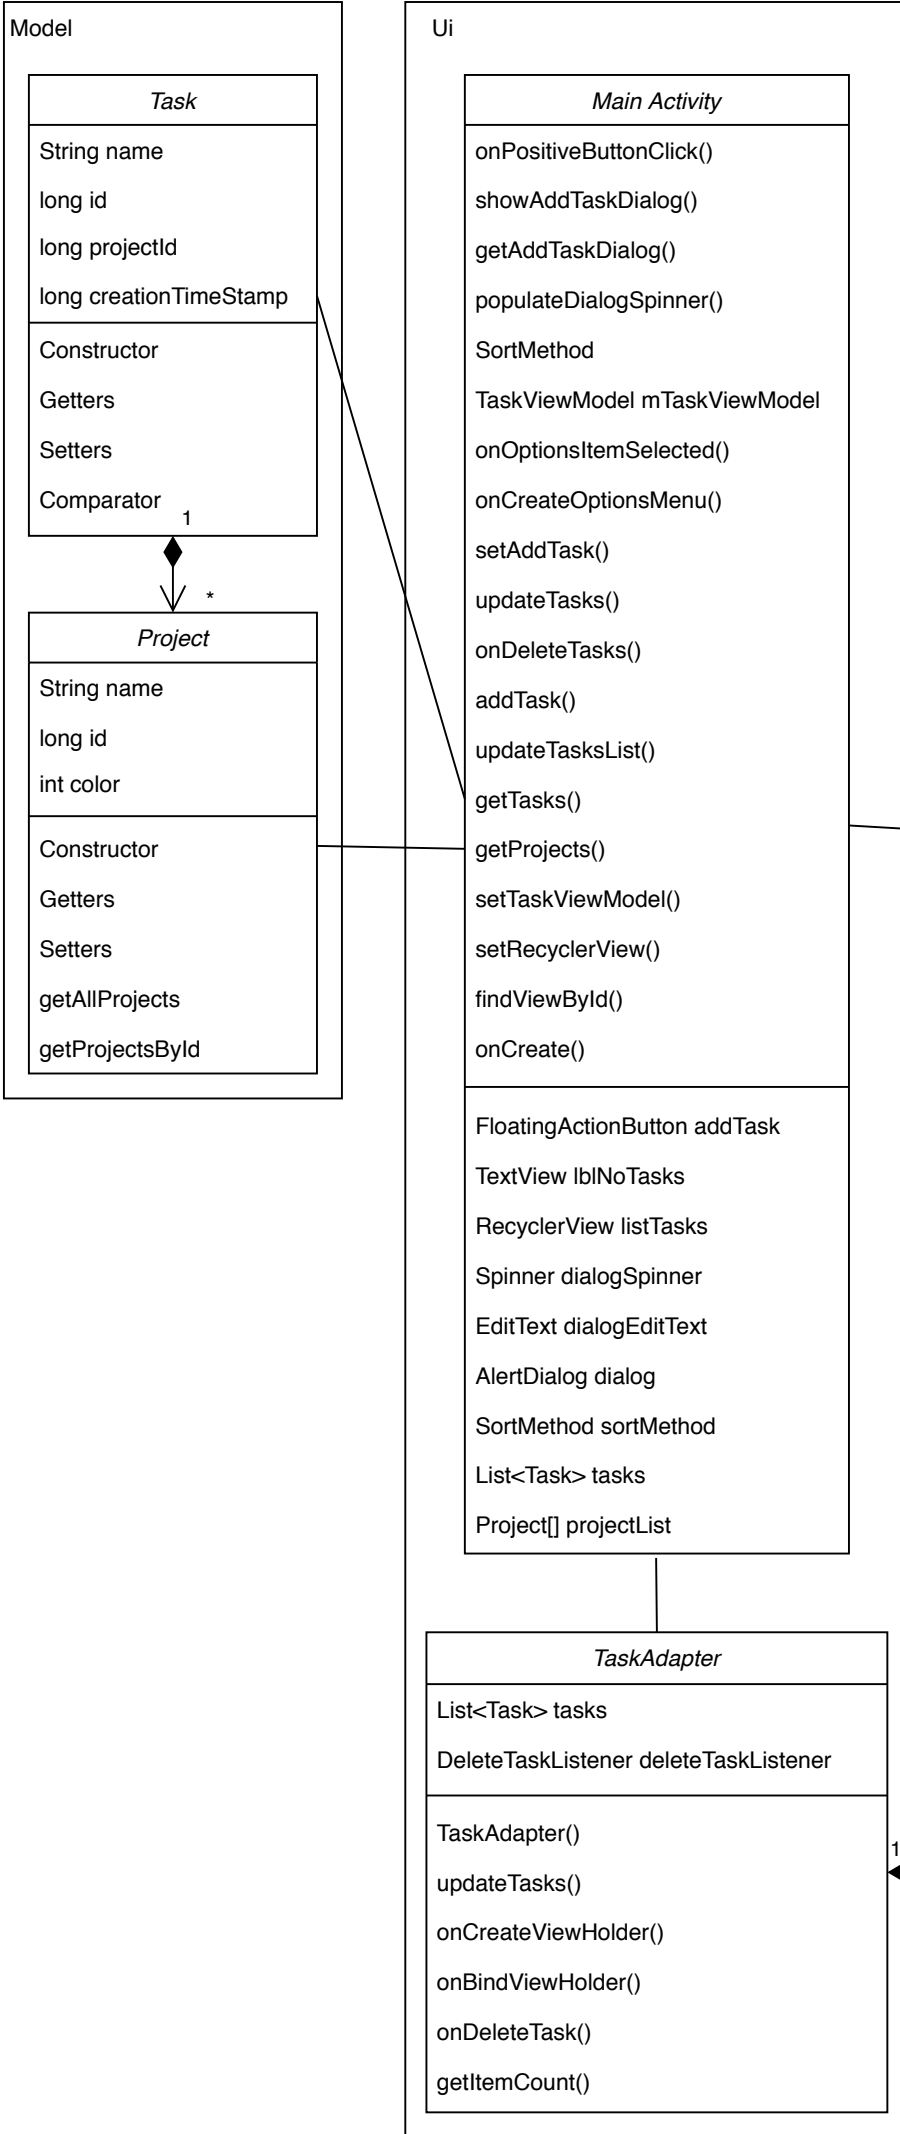 Model
Task
String name
long id
long projectId
long creationTimeStamp
Constructor
Getters
Setters
Comparator
1
*
Project
String name
long id
int color
Constructor
Getters
Setters
getAllProjects
getProjectsById
Ui
Main Activity
onPositiveButtonClick()
showAddTaskDialog()
getAddTaskDialog()
populateDialogSpinner()
SortMethod
TaskViewModel mTaskViewModel
onOptionsItemSelected()
onCreateOptionsMenu()
setAddTask()
updateTasks()
onDeleteTasks()
addTask()
updateTasksList()
getTasks()
getProjects()
setTaskViewModel()
setRecyclerView()
findViewById()
onCreate()
FloatingActionButton addTask
TextView lblNoTasks
RecyclerView listTasks
Spinner dialogSpinner
EditText dialogEditText
AlertDialog dialog
SortMethod sortMethod
List<Task> tasks
Project[] projectList
TaskAdapter
List<Task> tasks
DeleteTaskListener deleteTaskListener
TaskAdapter()
updateTasks()
onCreateViewHolder()
onBindViewHolder()
onDeleteTask()
getItemCount()
1